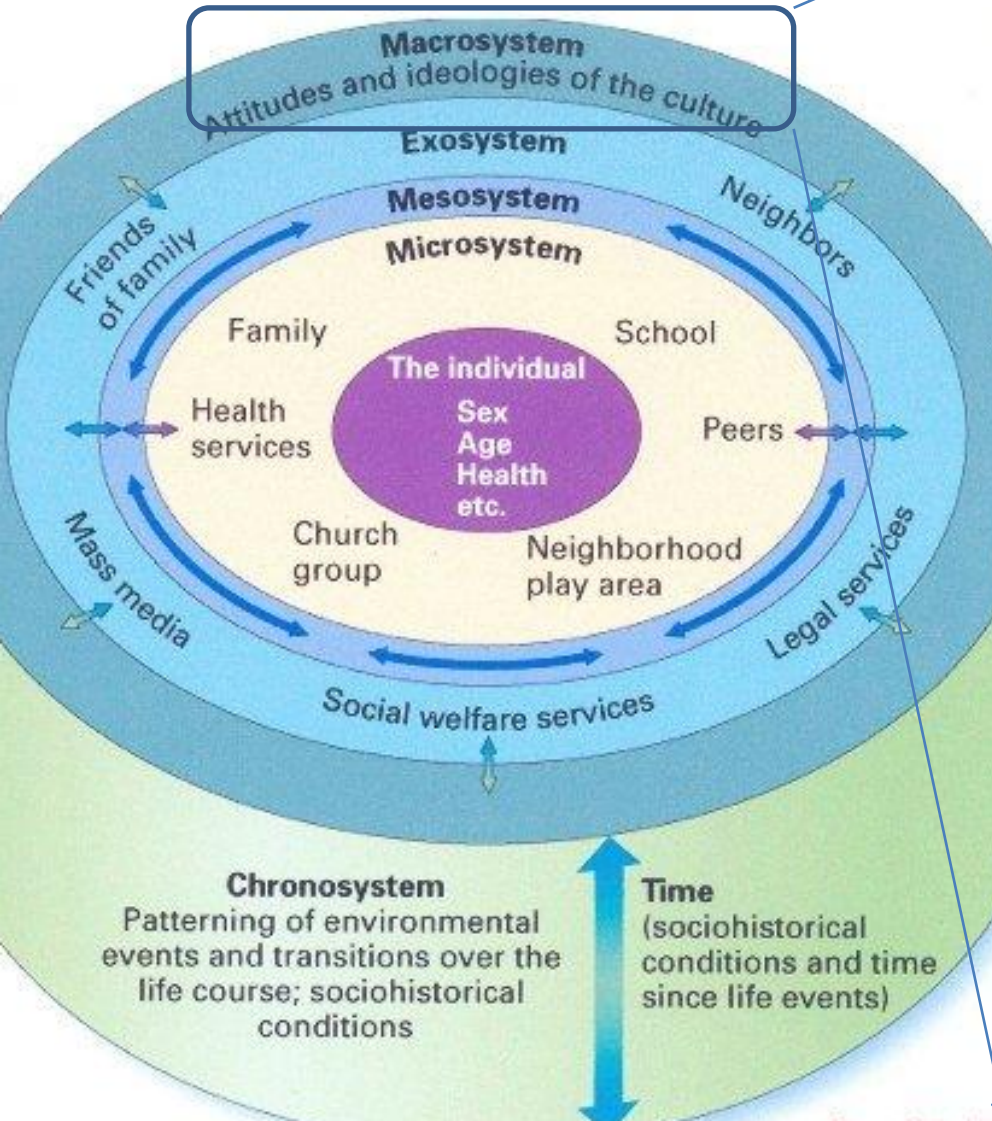 Macrosystem
Attitudes and ideologies of the culture
Exosystem
Mesosystem
Microsystem
Friends
of family
Neighbors
Family
School
The individual
Sex
Age
Health
etc.
Health
services
Peers
Church
group
Neighborhood
play area
Mass media
Legal services
Social welfare services
Chronosystem
Patterning of environmental
events and transitions over the
life course; sociohistorical
conditions
Time
(sociohistorical
conditions and time
since life events)